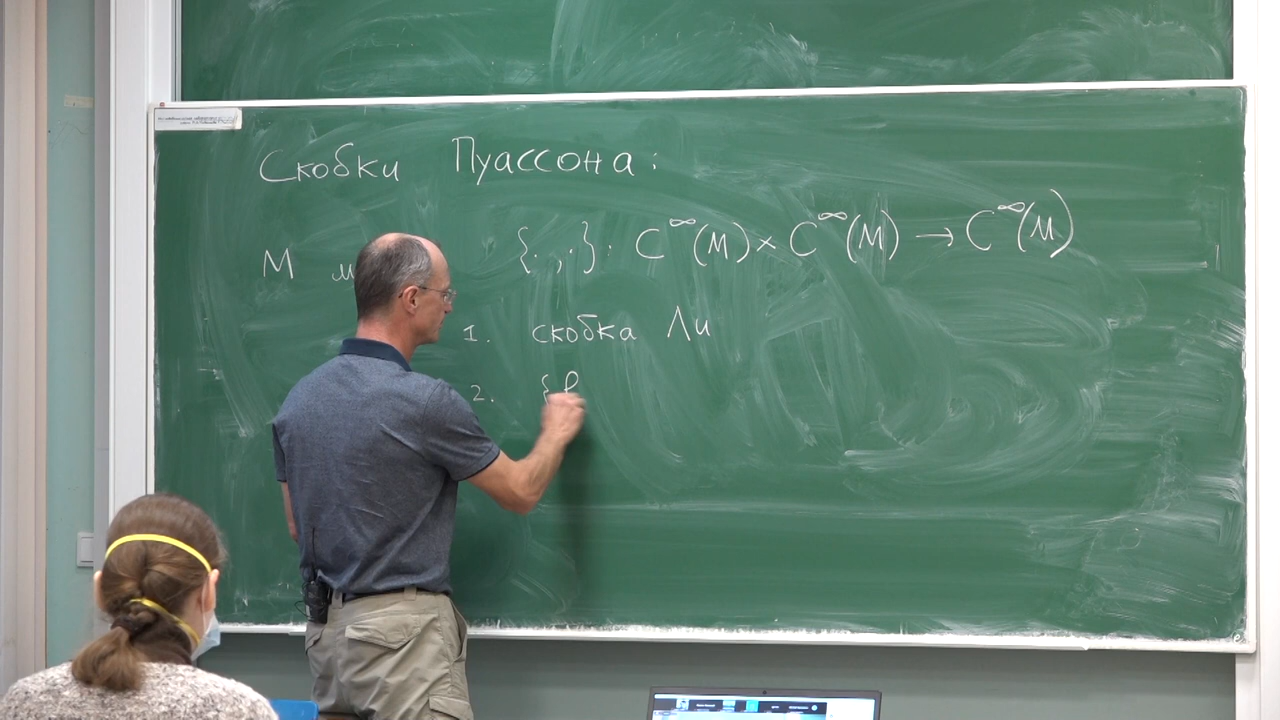 Скобки Пуассона:
M {·,·}: C^∞(M) × C^∞(M) → C^∞(M)
1. скобка Ли
2. {f